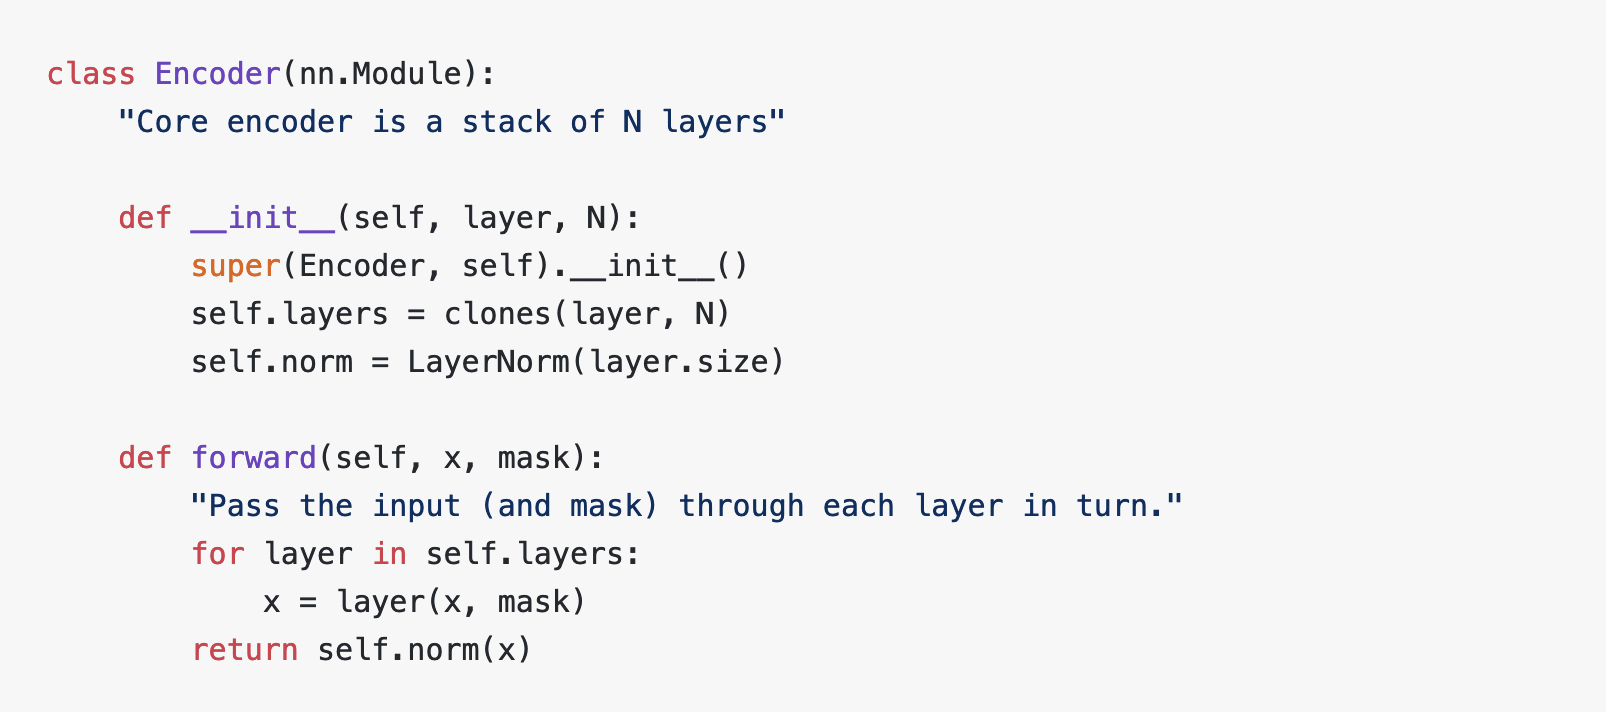 class Encoder(nn.Module):
    "Core encoder is a stack of N layers"

    def __init__(self, layer, N):
        super(Encoder, self).__init__()
        self.layers = clones(layer, N)
        self.norm = LayerNorm(layer.size)

    def forward(self, x, mask):
        "Pass the input (and mask) through each layer in turn."
        for layer in self.layers:
            x = layer(x, mask)
        return self.norm(x)